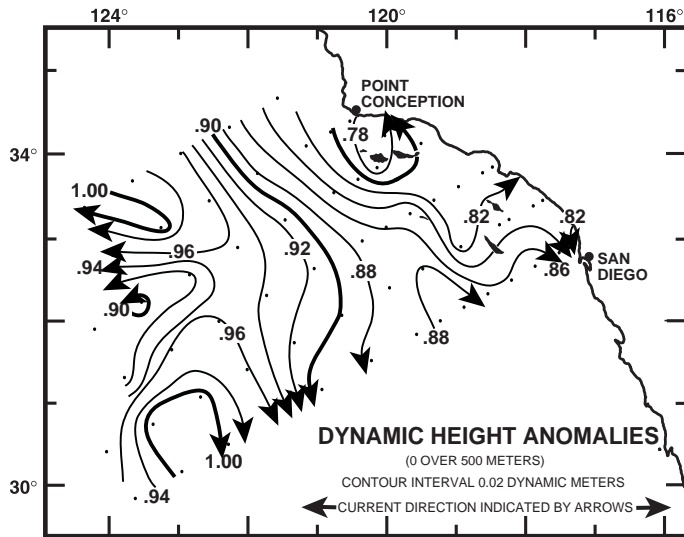 124° 120° 116°
POINT
CONCEPTION
.90 .78
34°
1.00
.82 .82
.96 .92
SAN
DIEGO
.94 .88 .86
.90
.96 .88
DYNAMIC HEIGHT ANOMALIES
(0 OVER 500 METERS)
1.00
CONTOUR INTERVAL 0.02 DYNAMIC METERS
30° .94
CURRENT DIRECTION INDICATED BY ARROWS